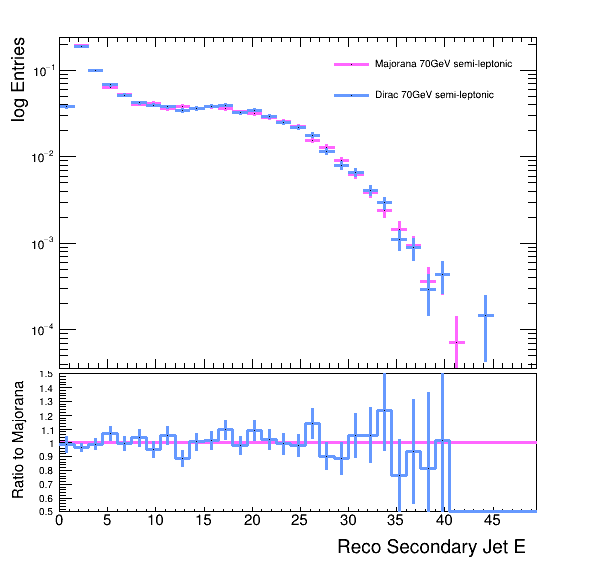 log Entries
10⁻¹
10⁻²
10⁻³
10⁻⁴
Majorana 70GeV semi-leptonic
Dirac 70GeV semi-leptonic
Ratio to Majorana
1.5
1.4
1.3
1.2
1.1
1
0.9
0.8
0.7
0.6
0.5
0 5 10 15 20 25 30 35 40 45
Reco Secondary Jet E